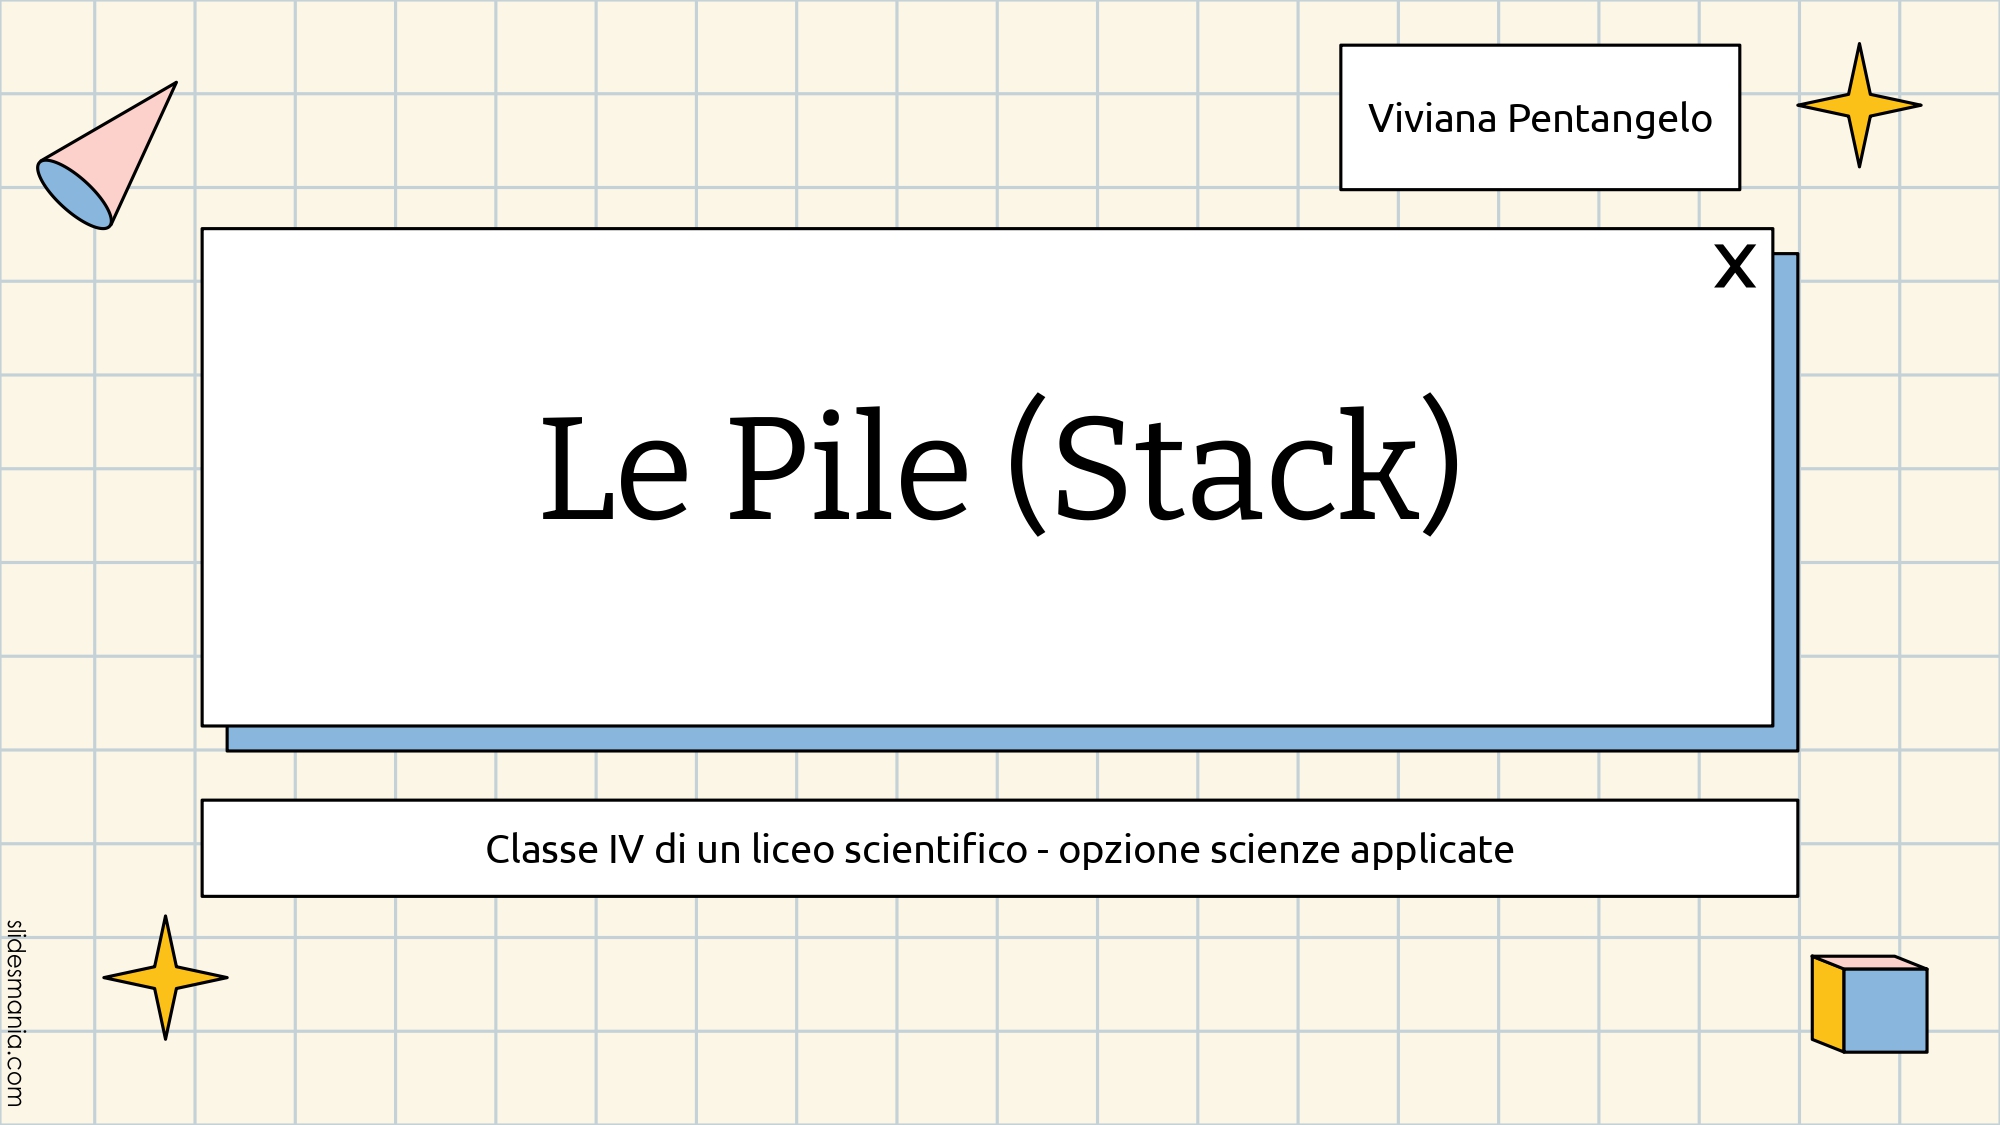 Viviana Pentangelo
X
Le Pile (Stack)
Classe IV di un liceo scientifico - opzione scienze applicate
slidesmania.com